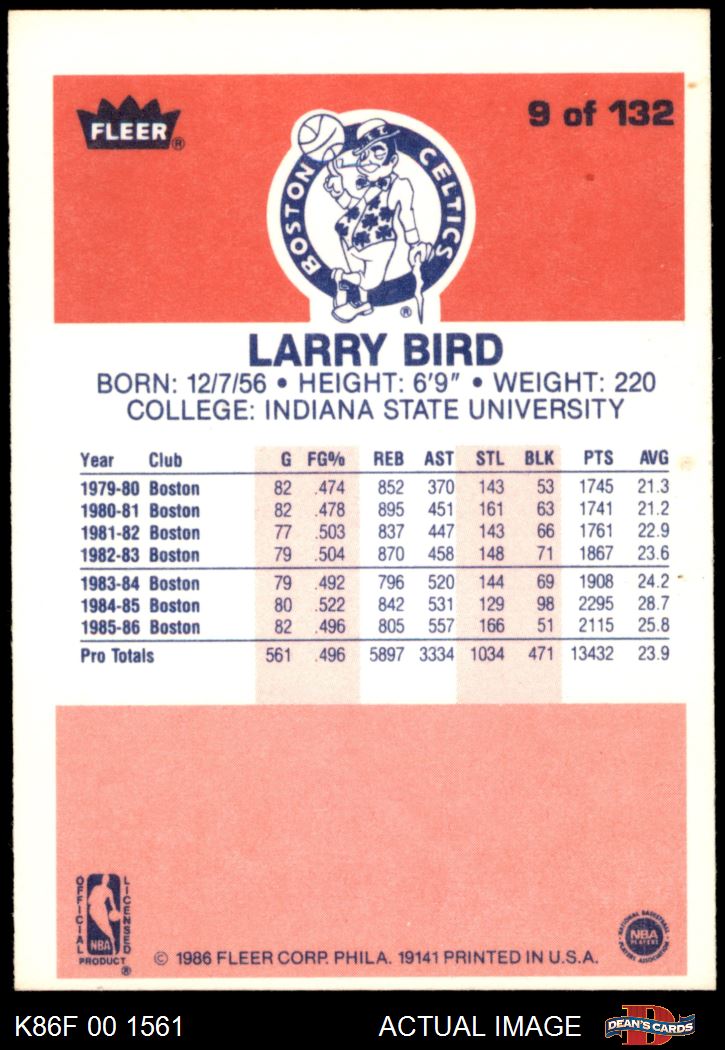 FLEER®
9 of 132
BOSTON CELTICS
®
LARRY BIRD
BORN: 12/7/56 • HEIGHT: 6'9" • WEIGHT: 220
COLLEGE: INDIANA STATE UNIVERSITY
Year Club G FG% REB AST STL BLK PTS AVG
1979-80 Boston 82 .474 852 370 143 53 1745 21.3
1980-81 Boston 82 .478 895 451 161 63 1741 21.2
1981-82 Boston 77 .503 837 447 143 66 1761 22.9
1982-83 Boston 79 .504 870 458 148 71 1867 23.6
1983-84 Boston 79 .492 796 520 144 69 1908 24.2
1984-85 Boston 80 .522 842 531 129 98 2295 28.7
1985-86 Boston 82 .496 805 557 166 51 2115 25.8
Pro Totals 561 .496 5897 3334 1034 471 13432 23.9
OFFICIAL LICENSED
NBA
PRODUCT
®
© 1986 FLEER CORP. PHILA. 19141 PRINTED IN U.S.A.
NATIONAL BASKETBALL
NBA
PLAYERS
PLAYERS ASSOCIATION
K86F 00 1561
ACTUAL IMAGE
D
DEAN'S CARDS